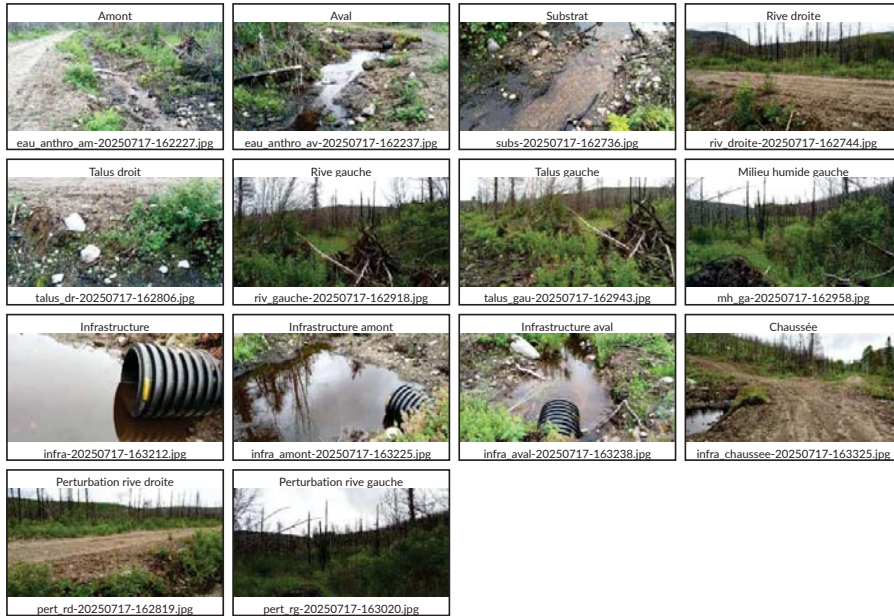 Amont
eau_anthro_am-20250717-162227.jpg
Aval
eau_anthro_av-20250717-162237.jpg
Substrat
subs-20250717-162736.jpg
Rive droite
riv_droite-20250717-162744.jpg
Talus droit
talus_dr-20250717-162806.jpg
Rive gauche
riv_gauche-20250717-162918.jpg
Talus gauche
talus_gau-20250717-162943.jpg
Milieu humide gauche
mh_ga-20250717-162958.jpg
Infrastructure
infra-20250717-163212.jpg
Infrastructure amont
infra_amont-20250717-163225.jpg
Infrastructure aval
infra_aval-20250717-163238.jpg
Chaussée
infra_chaussee-20250717-163325.jpg
Perturbation rive droite
pert_rd-20250717-162819.jpg
Perturbation rive gauche
pert_rg-20250717-163020.jpg